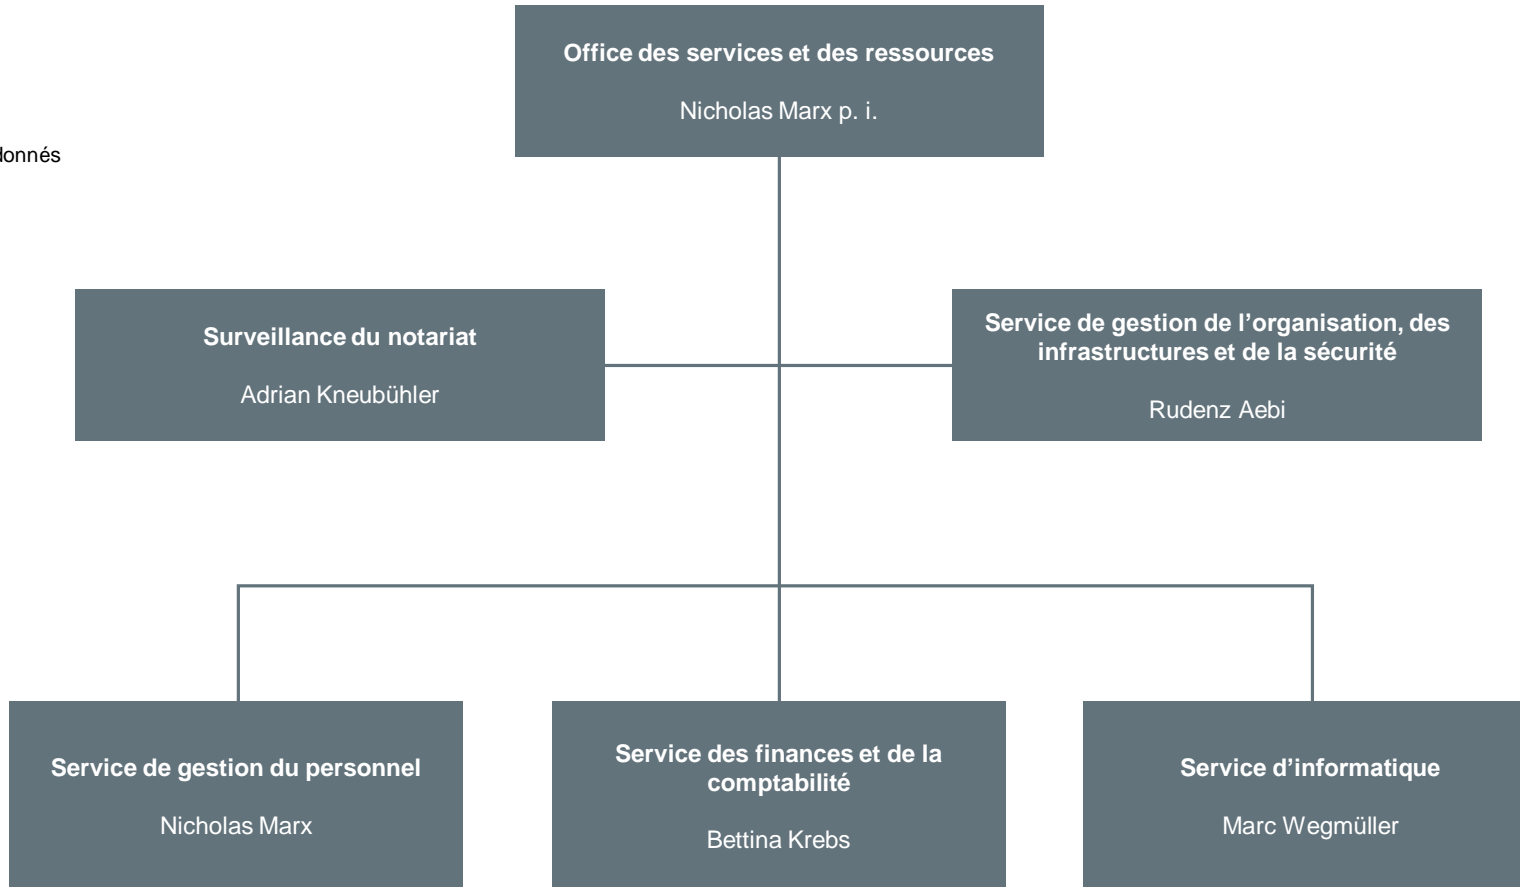 Office des services et des ressources
Nicholas Marx p. i.
donnés
Surveillance du notariat
Adrian Kneubühler
Service de gestion de l’organisation, des
infrastructures et de la sécurité
Rudenz Aebi
Service de gestion du personnel
Nicholas Marx
Service des finances et de la
comptabilité
Bettina Krebs
Service d’informatique
Marc Wegmüller